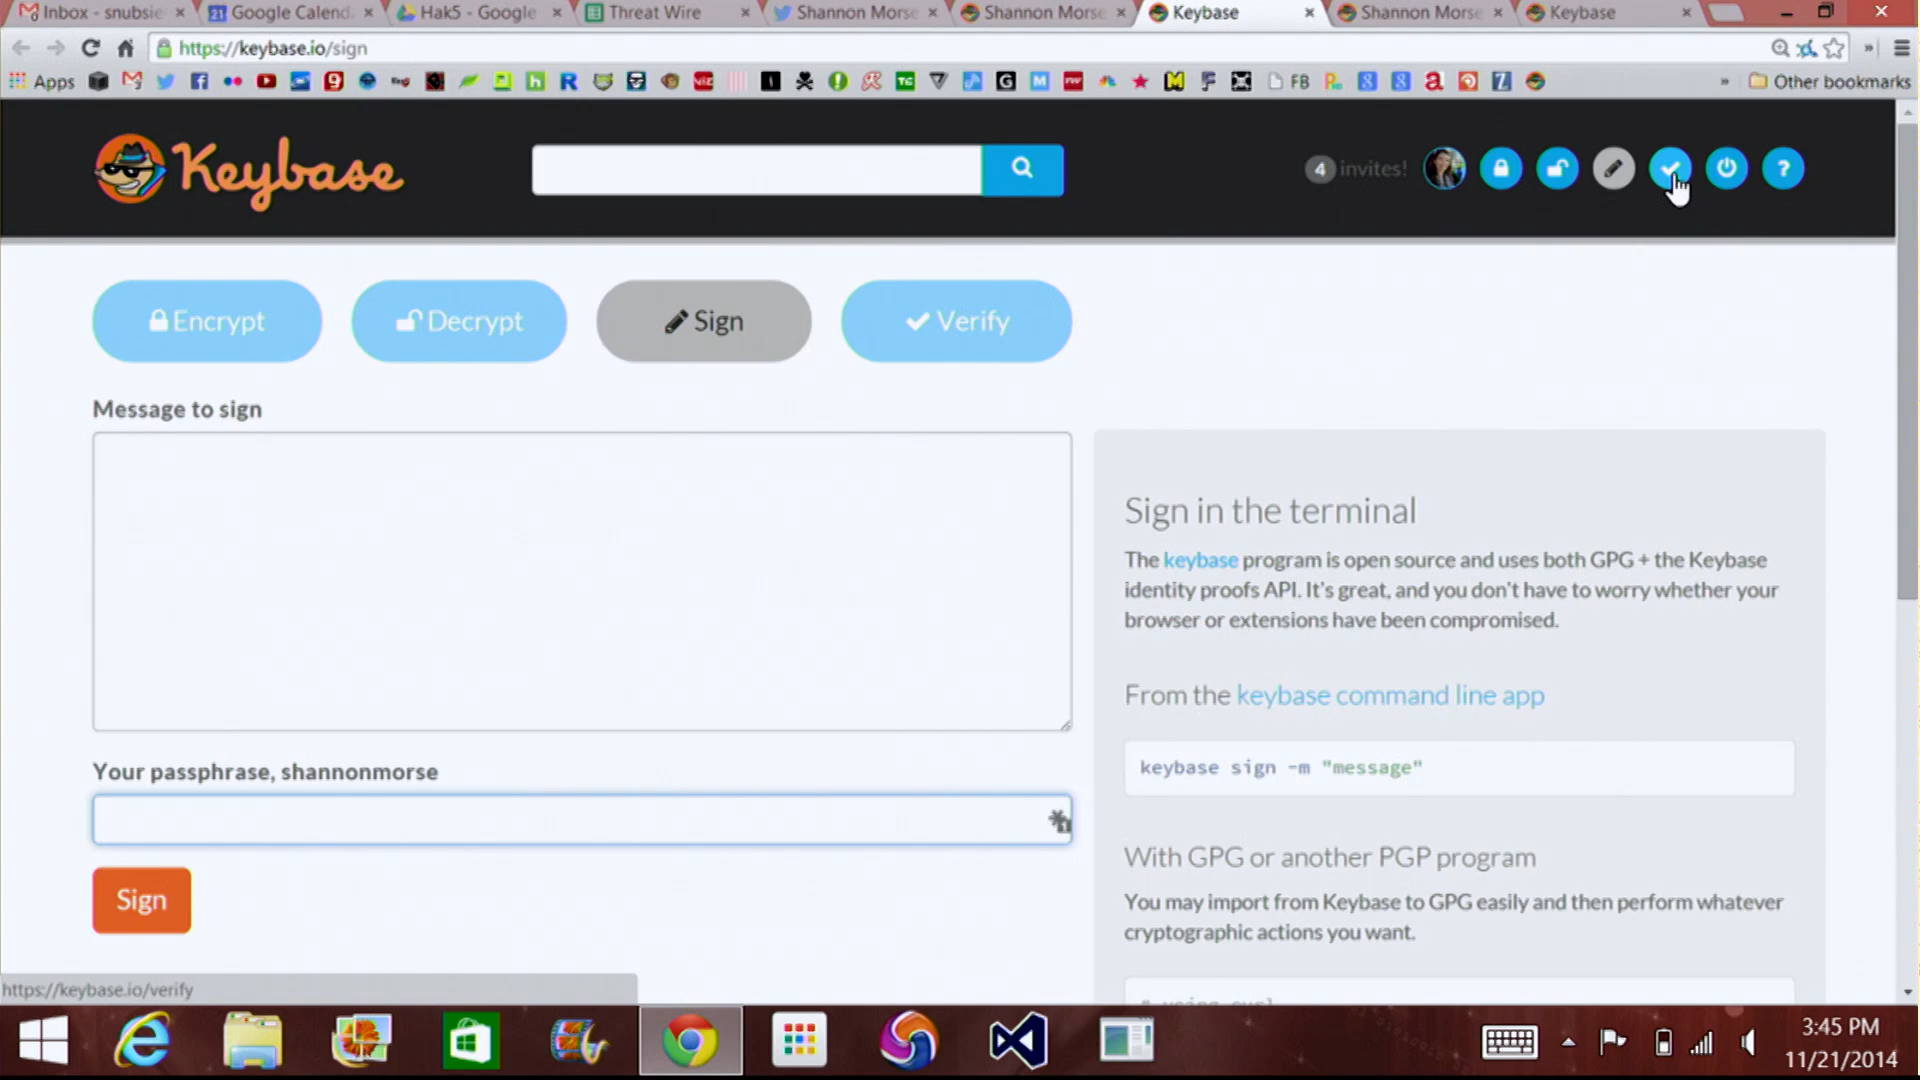 Inbox - snubsie
21 Google Calend
Hak5 - Google
Threat Wire
Shannon Morse
Shannon Morse
Keybase
Shannon Morse
Keybase
https://keybase.io/sign
Apps
FB
Other bookmarks
Keybase
4 invites!
?
Encrypt
Decrypt
Sign
Verify
Message to sign
Your passphrase, shannonmorse
Sign
Sign in the terminal
The keybase program is open source and uses both GPG + the Keybase
identity proofs API. It's great, and you don't have to worry whether your
browser or extensions have been compromised.
From the keybase command line app
keybase sign -m "message"
With GPG or another PGP program
You may import from Keybase to GPG easily and then perform whatever
cryptographic actions you want.
# using curl
https://keybase.io/verify
3:45 PM
11/21/2014